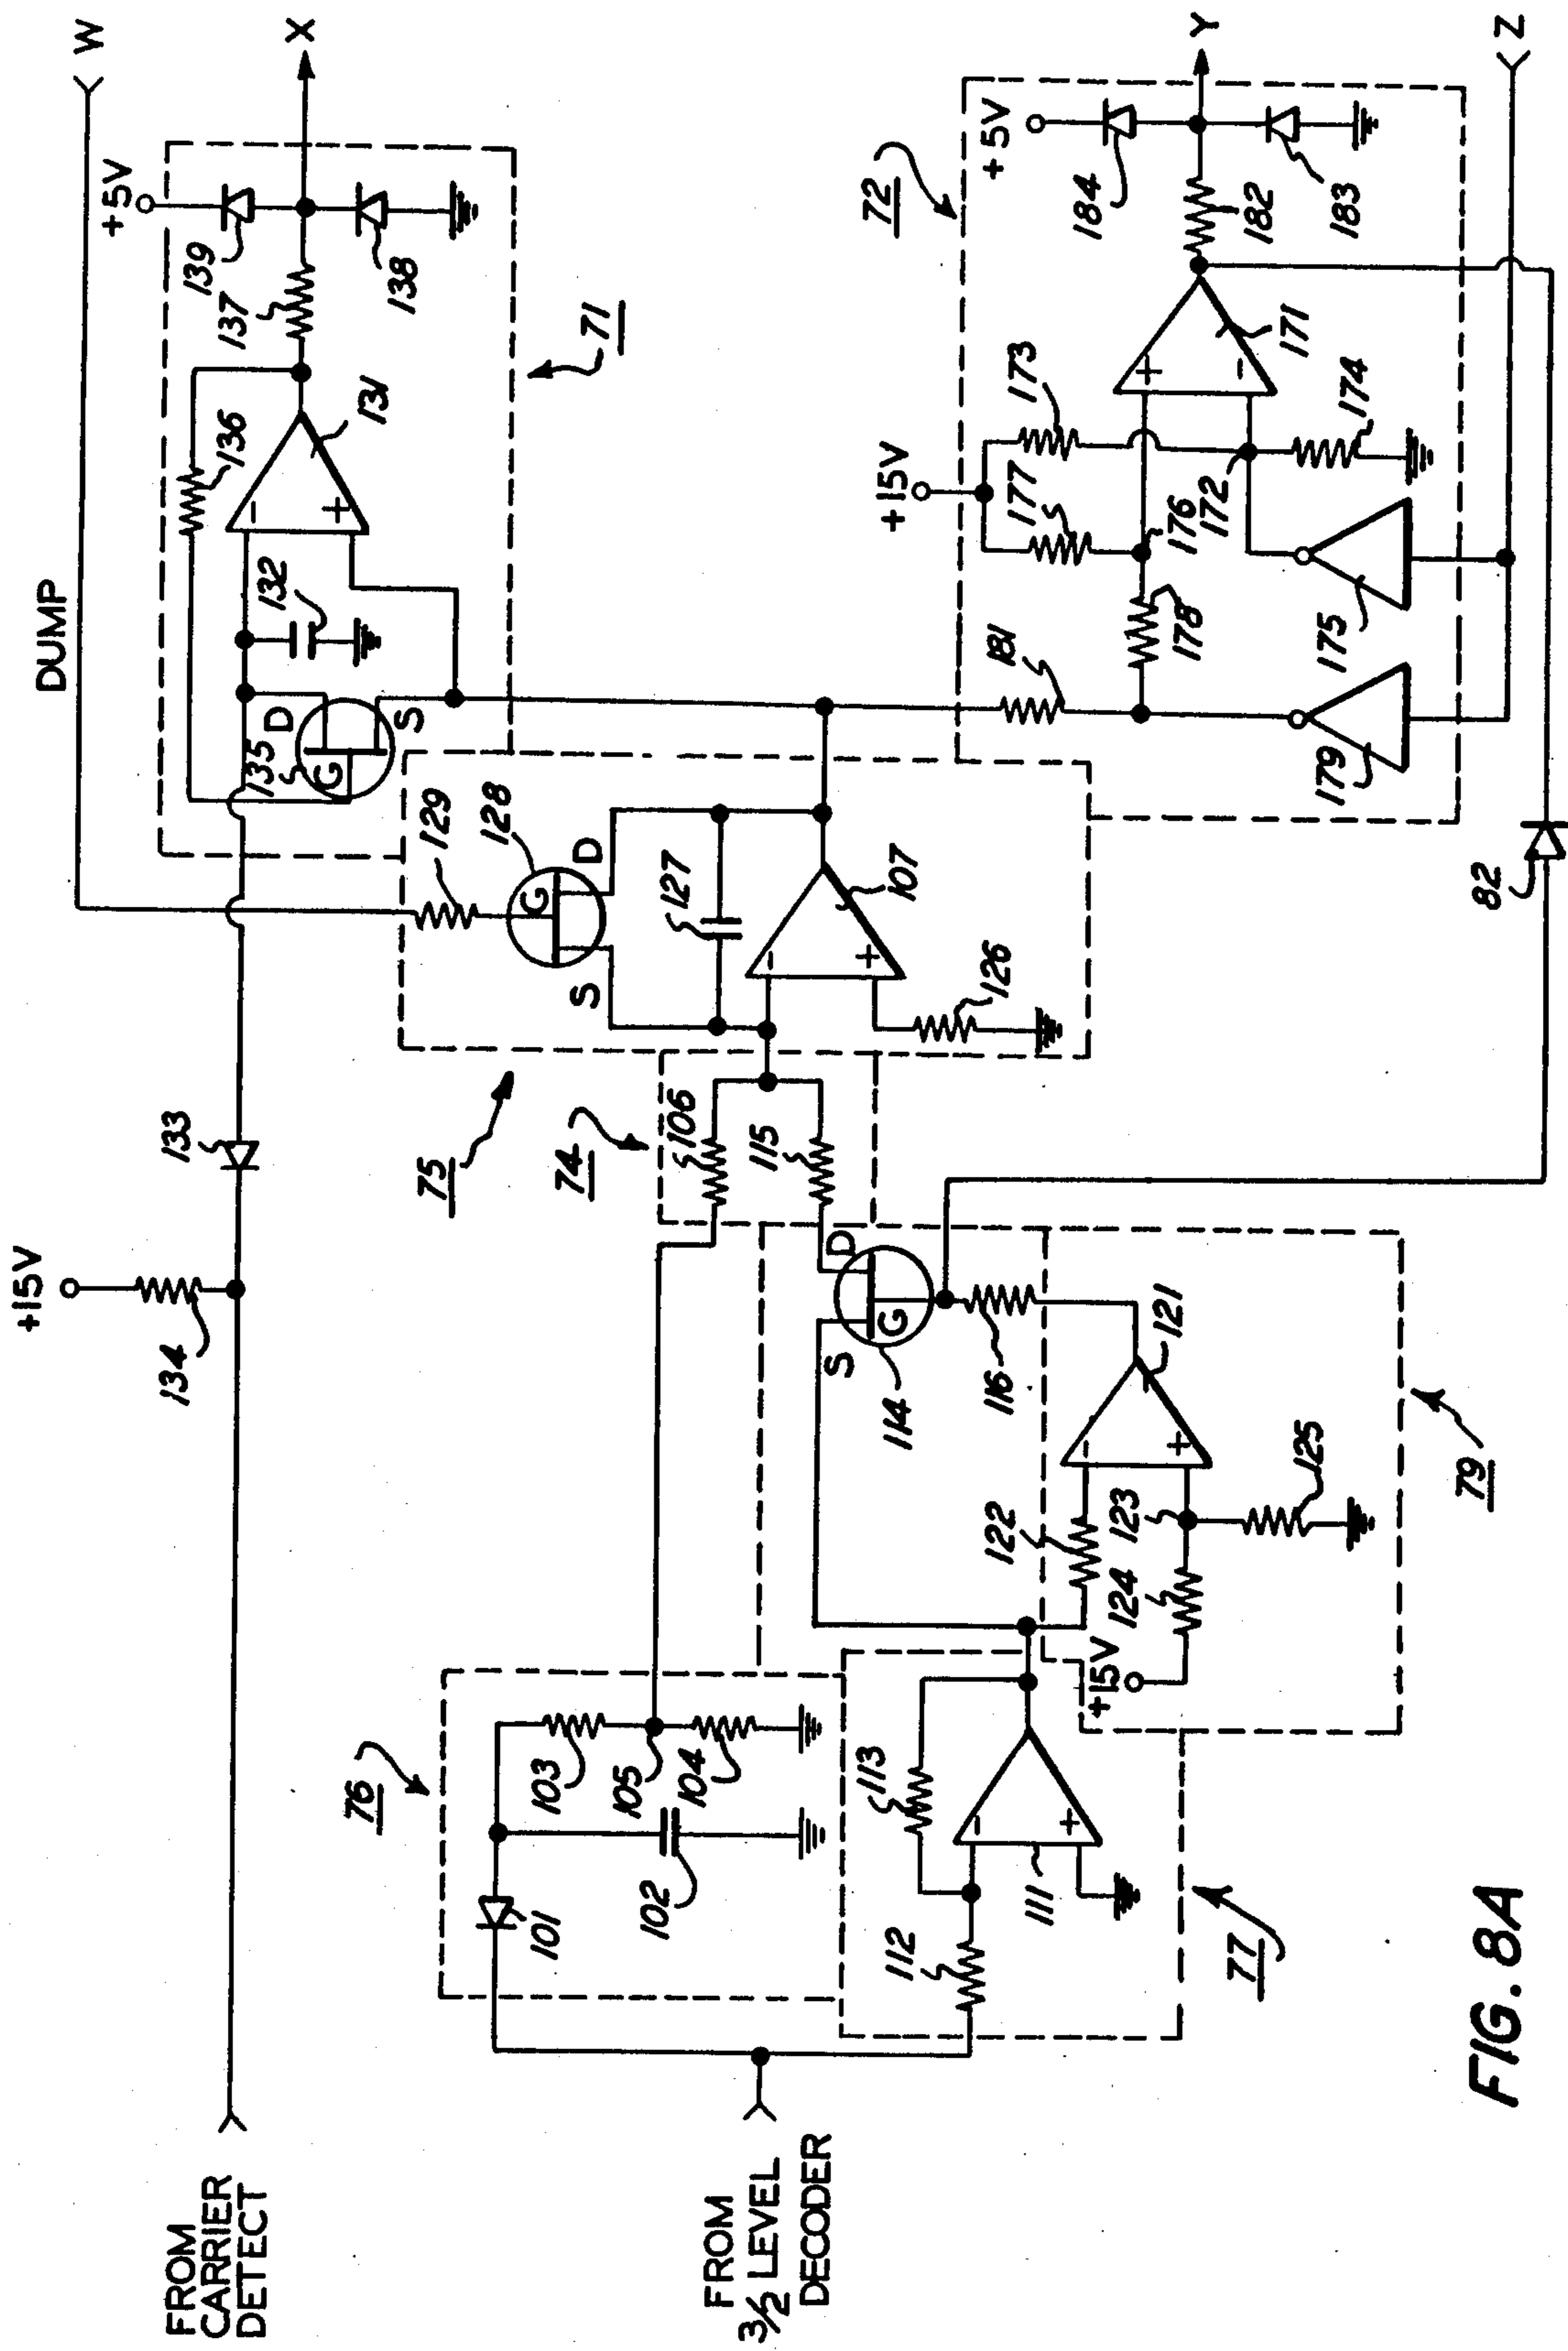 W
DUMP
X
+5V
139
137
138
136
131
71
132
135
D
G
S
133
+15V
134
FROM
CARRIER
DETECT
129
128
G
D
S
127
107
126
-
+
-
+
75
74
106
115
76
103
105
104
101
102
FROM
3/2 LEVEL
DECODER
112
113
111
-
+
77
S
D
G
114
116
122
124
123
125
121
-
+
+15V
79
82
72
+5V
184
182
183
Y
Z
+15V
173
177
171
+
-
176
172
174
178
181
175
179
FIG. 8A